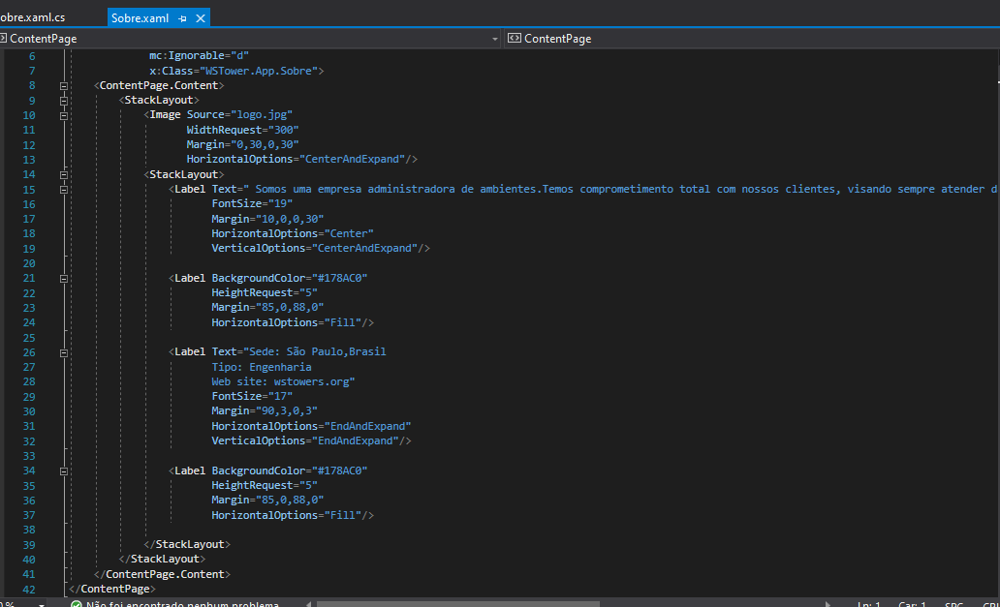 obre.xaml.cs Sobre.xaml
ContentPage ContentPage
6 mc:Ignorable="d"
7 x:Class="WSTower.App.Sobre">
8 <ContentPage.Content>
9 <StackLayout>
10 <Image Source="logo.jpg"
11 WidthRequest="300"
12 Margin="0,30,0,30"
13 HorizontalOptions="CenterAndExpand"/>
14 <StackLayout>
15 <Label Text=" Somos uma empresa administradora de ambientes.Temos comprometimento total com nossos clientes, visando sempre atender d
16 FontSize="19"
17 Margin="10,0,0,30"
18 HorizontalOptions="Center"
19 VerticalOptions="CenterAndExpand"/>
20
21 <Label BackgroundColor="#178AC0"
22 HeightRequest="5"
23 Margin="85,0,88,0"
24 HorizontalOptions="Fill"/>
25
26 <Label Text="Sede: São Paulo,Brasil
27 Tipo: Engenharia
28 Web site: wstowers.org"
29 FontSize="17"
30 Margin="90,3,0,3"
31 HorizontalOptions="EndAndExpand"
32 VerticalOptions="EndAndExpand"/>
33
34 <Label BackgroundColor="#178AC0"
35 HeightRequest="5"
36 Margin="85,0,88,0"
37 HorizontalOptions="Fill"/>
38
39 </StackLayout>
40 </StackLayout>
41 </ContentPage.Content>
42 </ContentPage>
0 % Não foi encontrado nenhum problema Ln: 1 Car: 1 SPC